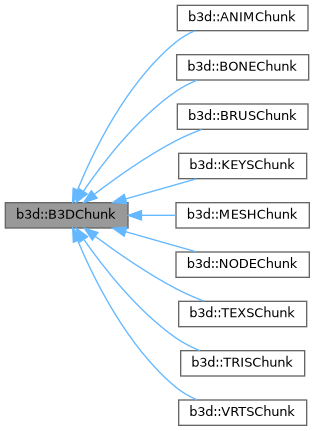 b3d::ANIMChunk
b3d::BONEChunk
b3d::BRUSChunk
b3d::KEYSChunk
b3d::B3DChunk
b3d::MESHChunk
b3d::NODEChunk
b3d::TEXSChunk
b3d::TRISChunk
b3d::VRTSChunk